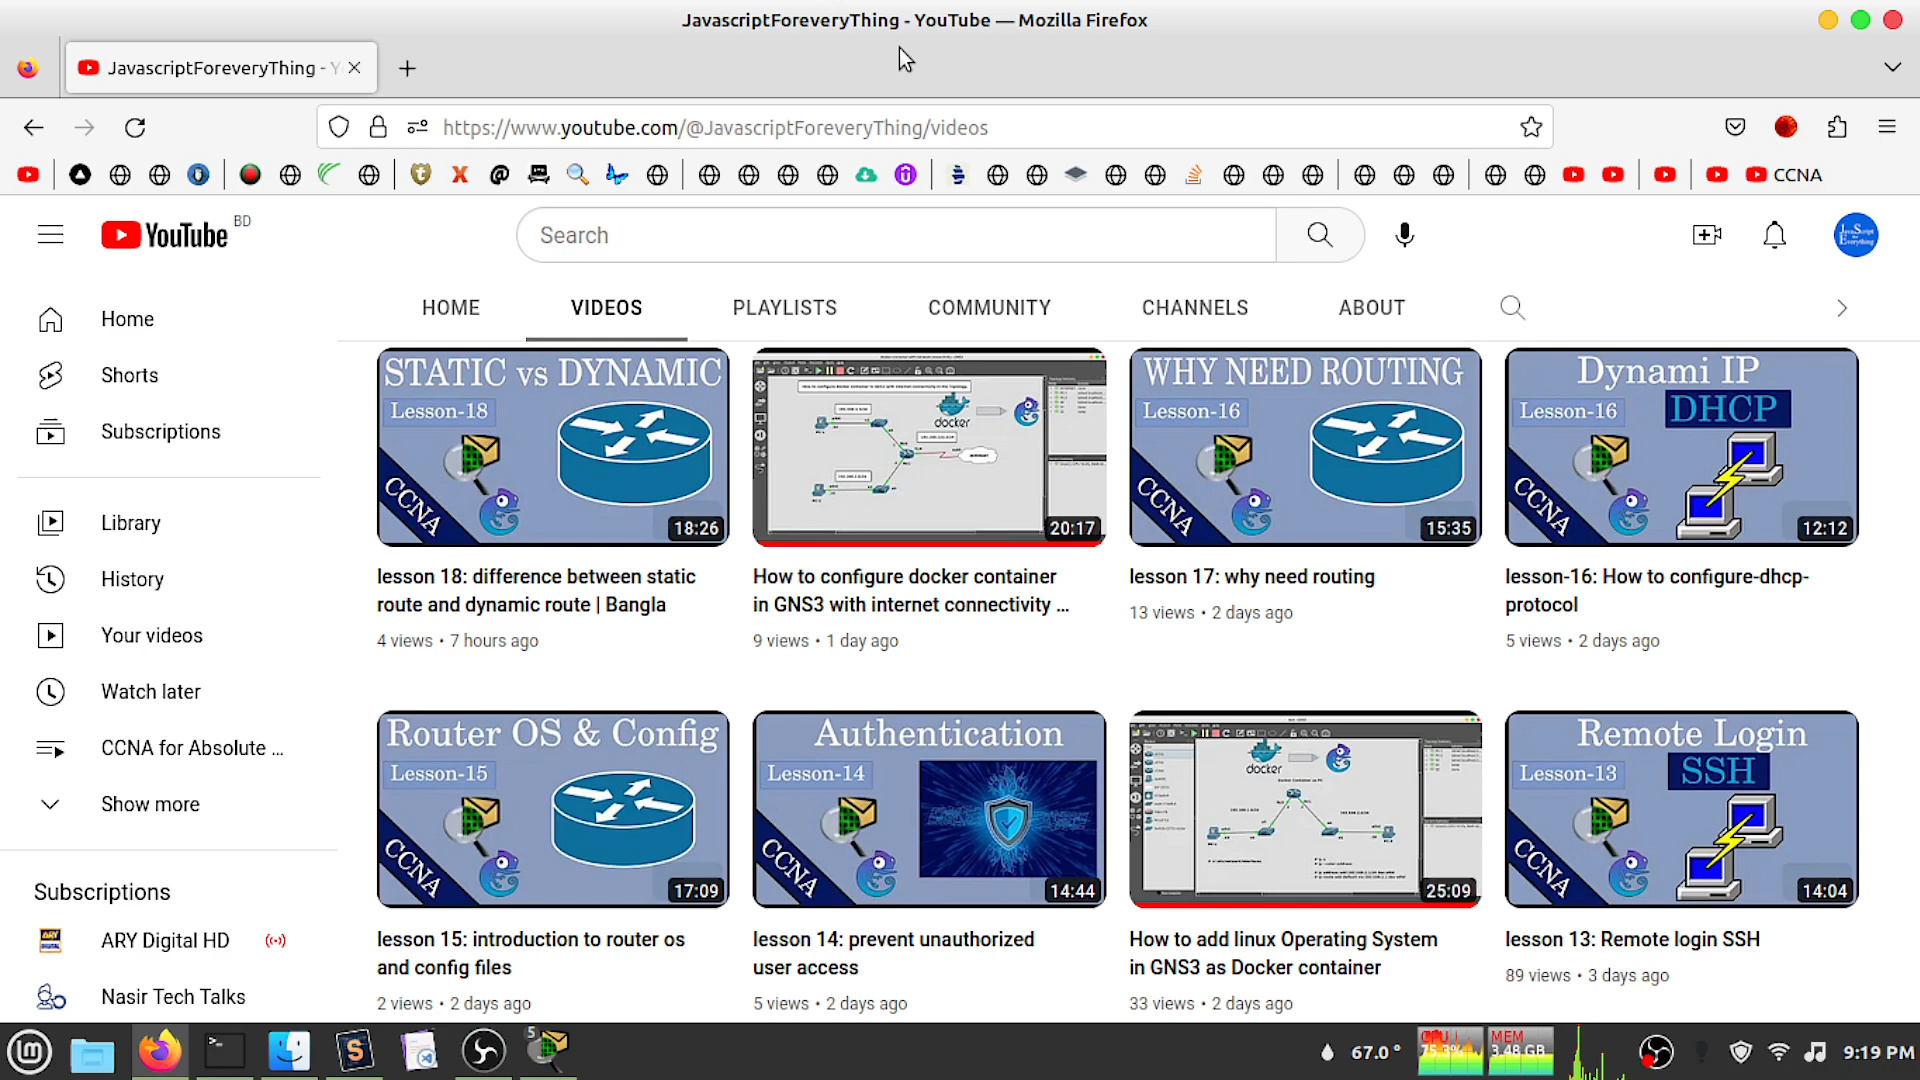 JavascriptForeveryThing - YouTube — Mozilla Firefox
JavascriptForeveryThing - Y
https://www.youtube.com/@JavascriptForeveryThing/videos
CCNA
YouTube BD
Search
HOME VIDEOS PLAYLISTS COMMUNITY CHANNELS ABOUT
Home
Shorts
Subscriptions
Library
History
Your videos
Watch later
CCNA for Absolute ...
Show more
Subscriptions
ARY Digital HD
Nasir Tech Talks
STATIC vs DYNAMIC
Lesson-18
CCNA
18:26
lesson 18: difference between static
route and dynamic route | Bangla
4 views • 7 hours ago
docker
20:17
How to configure docker container
in GNS3 with internet connectivity ...
9 views • 1 day ago
WHY NEED ROUTING
Lesson-16
CCNA
15:35
lesson 17: why need routing
13 views • 2 days ago
Dynami IP
DHCP
Lesson-16
CCNA
12:12
lesson-16: How to configure-dhcp-
protocol
5 views • 2 days ago
Router OS & Config
Lesson-15
CCNA
17:09
lesson 15: introduction to router os
and config files
2 views • 2 days ago
Authentication
Lesson-14
CCNA
14:44
lesson 14: prevent unauthorized
user access
5 views • 2 days ago
docker
25:09
How to add linux Operating System
in GNS3 as Docker container
33 views • 2 days ago
Remote Login
SSH
Lesson-13
CCNA
14:04
lesson 13: Remote login SSH
89 views • 3 days ago
5
67.0 °
CPU
75.3%
MEM
3.48 GB
9:19 PM